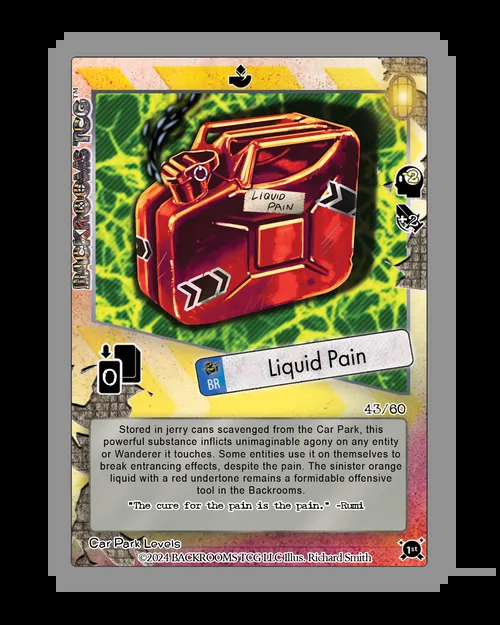 BACKROOMS TCG™
2
2
LIQUID
PAIN
BR
Liquid Pain
0
43/60
Stored in jerry cans scavenged from the Car Park, this
powerful substance inflicts unimaginable agony on any entity
or Wanderer it touches. Some entities use it on themselves to
break entrancing effects, despite the pain. The sinister orange
liquid with a red undertone remains a formidable offensive
tool in the Backrooms.
"The cure for the pain is the pain." -Rumi
Car Park Levels
©2024 BACKROOMS TCG LLC Illus. Richard Smith
1st